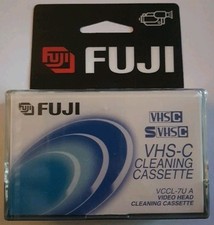 FUJI
FUJI
VHS C
S VHS C
VHS-C
CLEANING
CASSETTE
VCCL-7U A
VIDEO HEAD
CLEANING CASSETTE